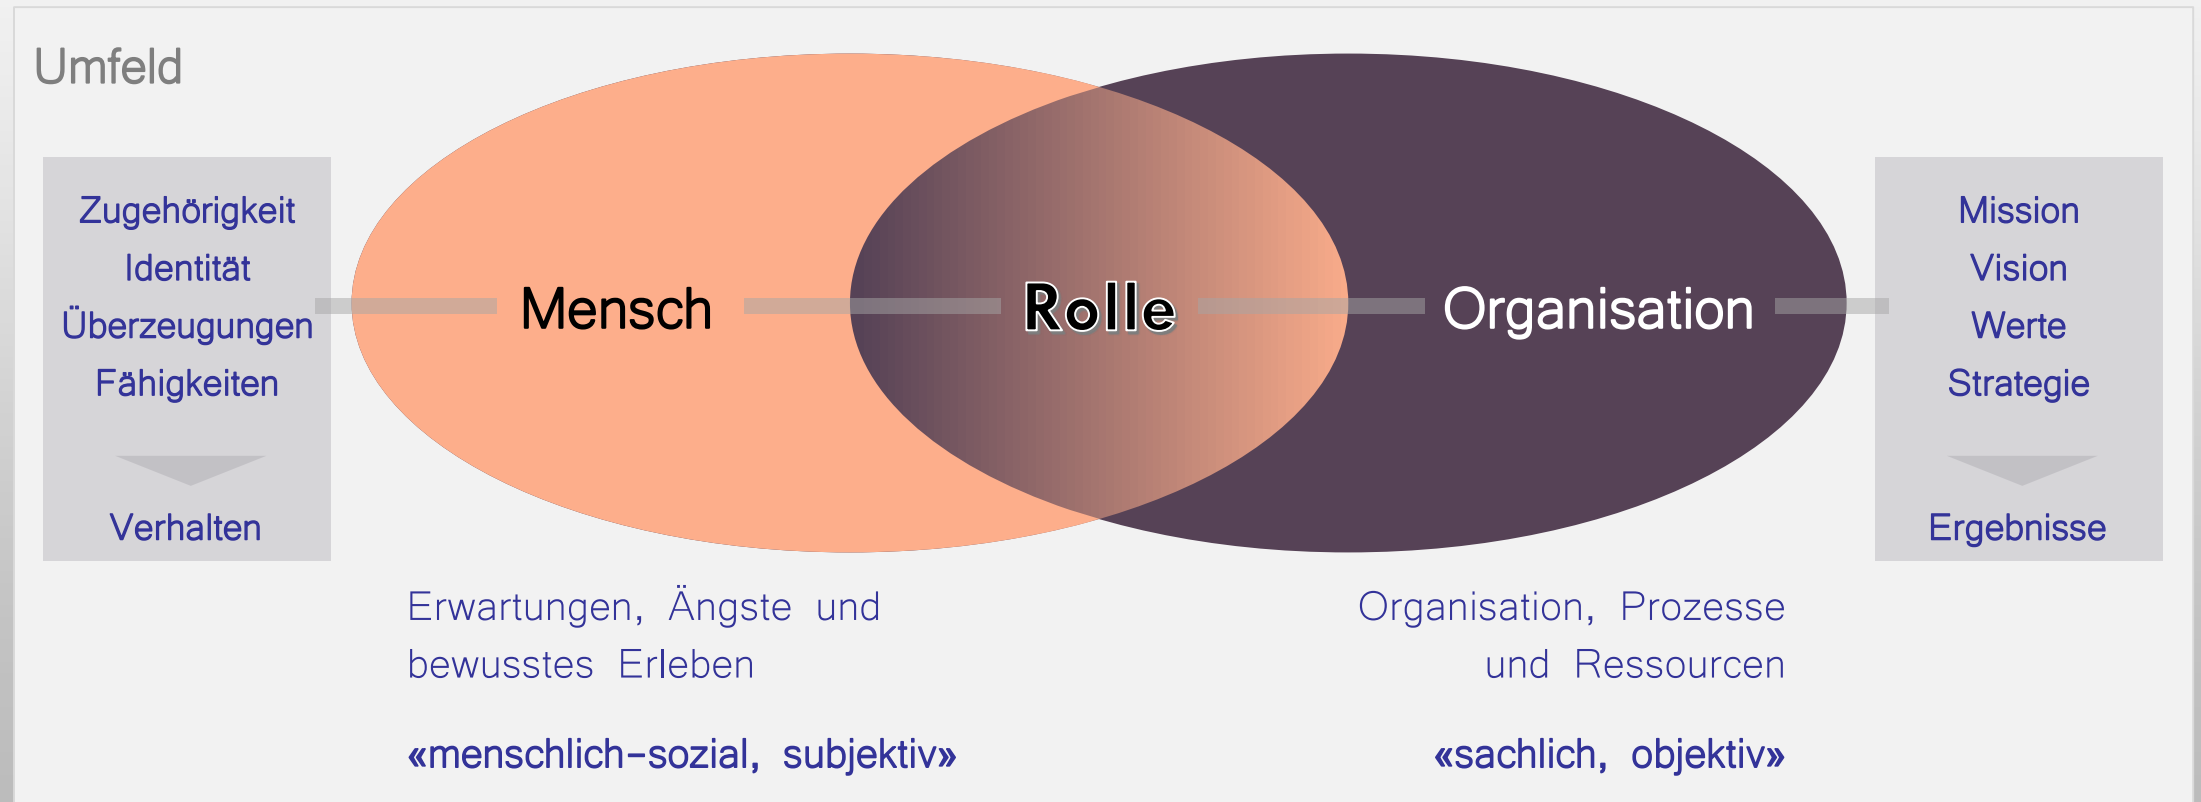 Umfeld
Zugehörigkeit
Identität
Überzeugungen
Fähigkeiten
Verhalten
Mensch
Rolle
Organisation
Mission
Vision
Werte
Strategie
Ergebnisse
Erwartungen, Ängste und
bewusstes Erleben
«menschlich-sozial, subjektiv»
Organisation, Prozesse
und Ressourcen
«sachlich, objektiv»